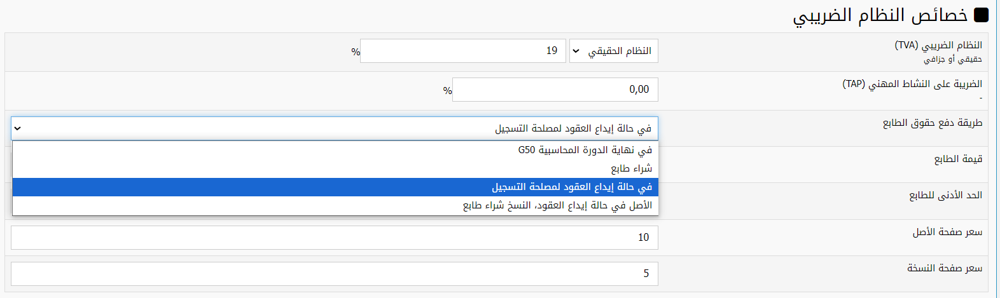 خصائص النظام الضريبي
النظام الضريبي (TVA)
حقيقي أو جزافي
النظام الحقيقي
19
%
الضريبة على النشاط المهني (TAP)
-
0,00
%
طريقة دفع حقوق الطابع
في حالة إيداع العقود لمصلحة التسجيل
في نهاية الدورة المحاسبية G50
شراء طابع
في حالة إيداع العقود لمصلحة التسجيل
الأصل في حالة إيداع العقود، النسخ شراء طابع
قيمة الطابع
الحد الأدنى للطابع
سعر صفحة الأصل
10
سعر صفحة النسخة
5